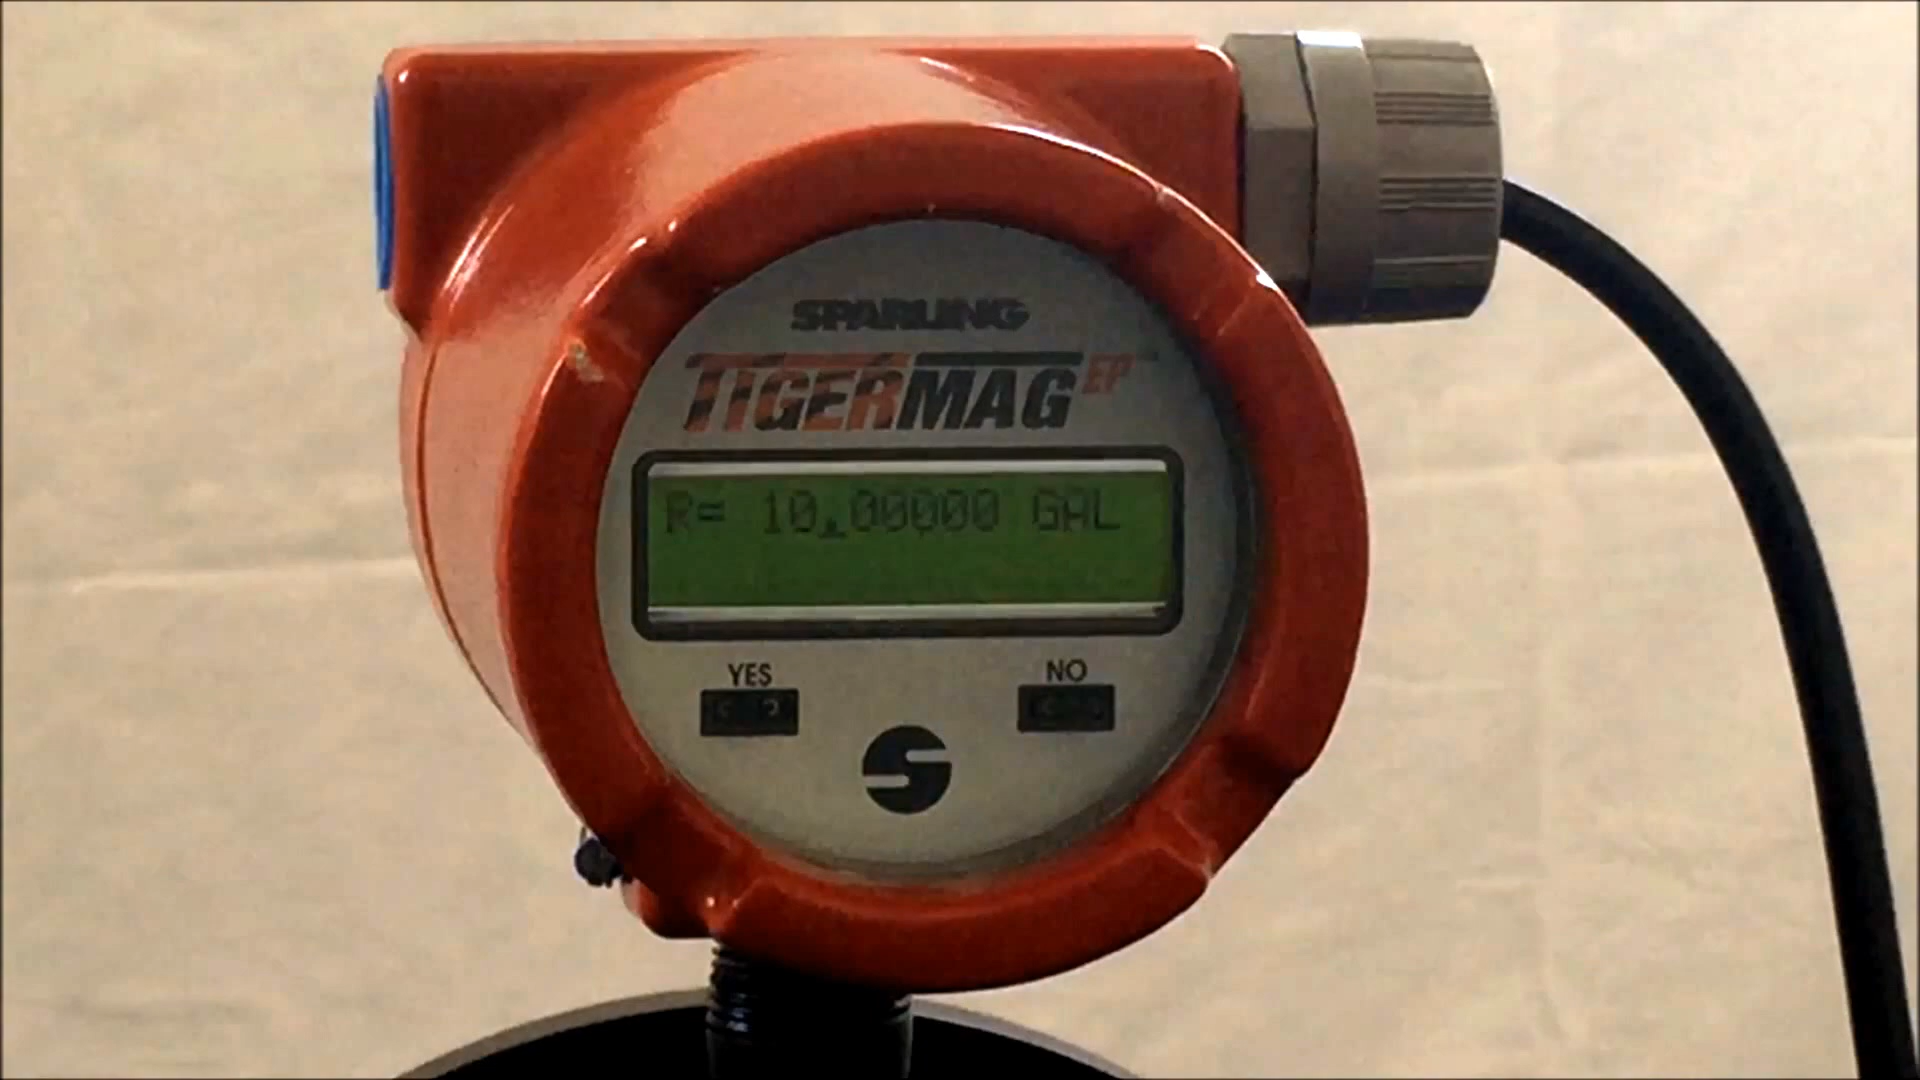 SPARLING
TIGERMAG EP
R= 10.00000 GAL
YES
NO